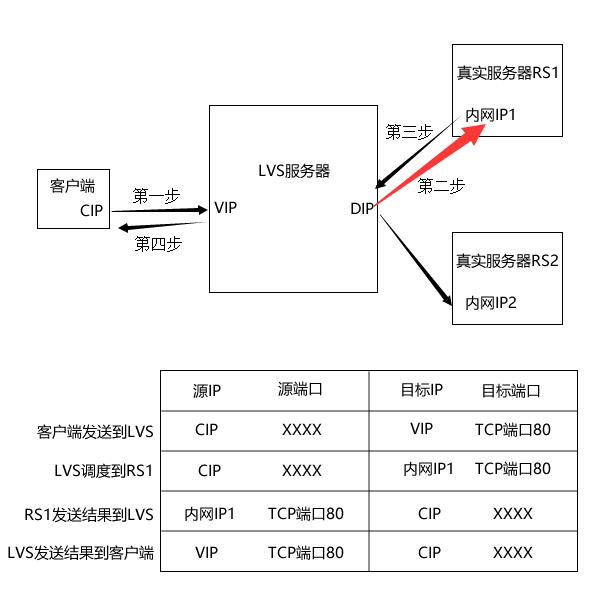 真实服务器RS1
内网IP1
第三步
LVS服务器
第二步
客户端
CIP
第一步
VIP
DIP
第四步
真实服务器RS2
内网IP2
源IP 源端口 目标IP 目标端口
客户端发送到LVS CIP XXXX VIP TCP端口80
LVS调度到RS1 CIP XXXX 内网IP1 TCP端口80
RS1发送结果到LVS 内网IP1 TCP端口80 CIP XXXX
LVS发送结果到客户端 VIP TCP端口80 CIP XXXX